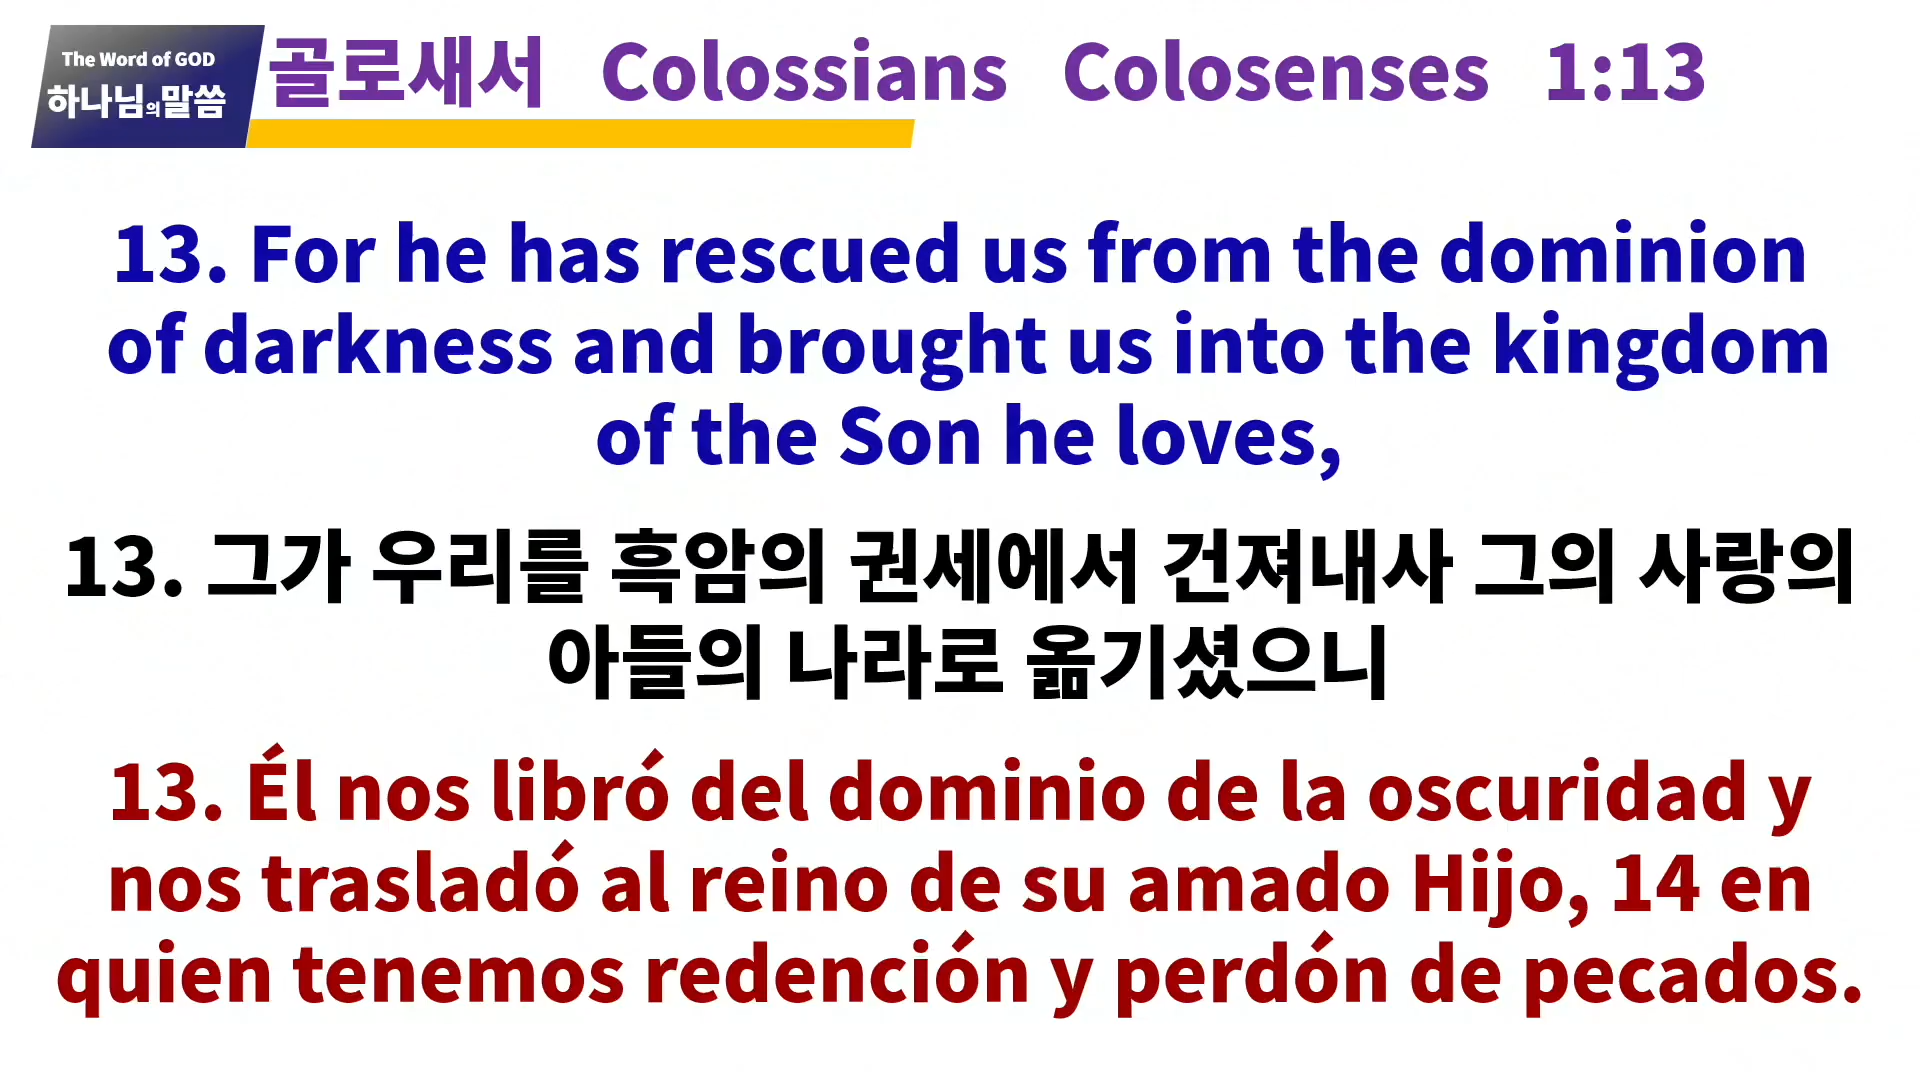 The Word of GOD
하나님의말씀
골로새서 Colossians Colosenses 1:13
13. For he has rescued us from the dominion
of darkness and brought us into the kingdom
of the Son he loves,
13. 그가 우리를 흑암의 권세에서 건져내사 그의 사랑의
아들의 나라로 옮기셨으니
13. Él nos libró del dominio de la oscuridad y
nos trasladó al reino de su amado Hijo, 14 en
quien tenemos redención y perdón de pecados.